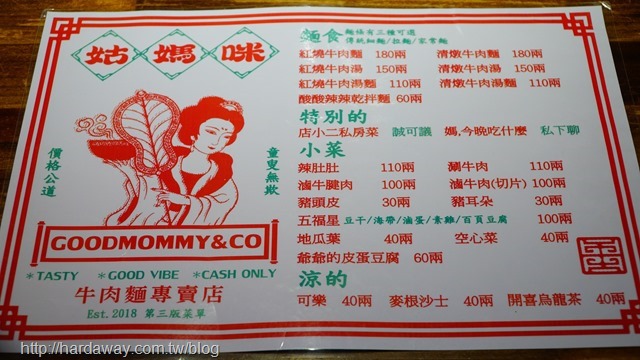 姑媽咪
價格公道
童叟無欺
GOODMOMMY&CO
*TASTY *GOOD VIBE *CASH ONLY
牛肉麵專賣店
Est. 2018 第三版菜單
麵食 麵條有三種可選
傳統細麵/拉麵/家常麵
紅燒牛肉麵 180兩 清燉牛肉麵 180兩
紅燒牛肉湯 150兩 清燉牛肉湯 150兩
紅燒牛肉湯麵 110兩 清燉牛肉湯麵 110兩
酸酸辣辣乾拌麵 60兩
特別的
店小二私房菜 誠可議 媽,今晚吃什麼 私下聊
小菜
辣肚肚 110兩 涮牛肉 110兩
滷牛腱肉 100兩 滷牛肉(切片) 100兩
豬頭皮 30兩 豬耳朵 30兩
五福星 豆干/海帶/滷蛋/素雞/百頁豆腐 100兩
地瓜葉 40兩 空心菜 40兩
爺爺的皮蛋豆腐 60兩
涼的
可樂 40兩 麥根沙士 40兩 開喜烏龍茶 40兩
http://hardaway.com.tw/blog